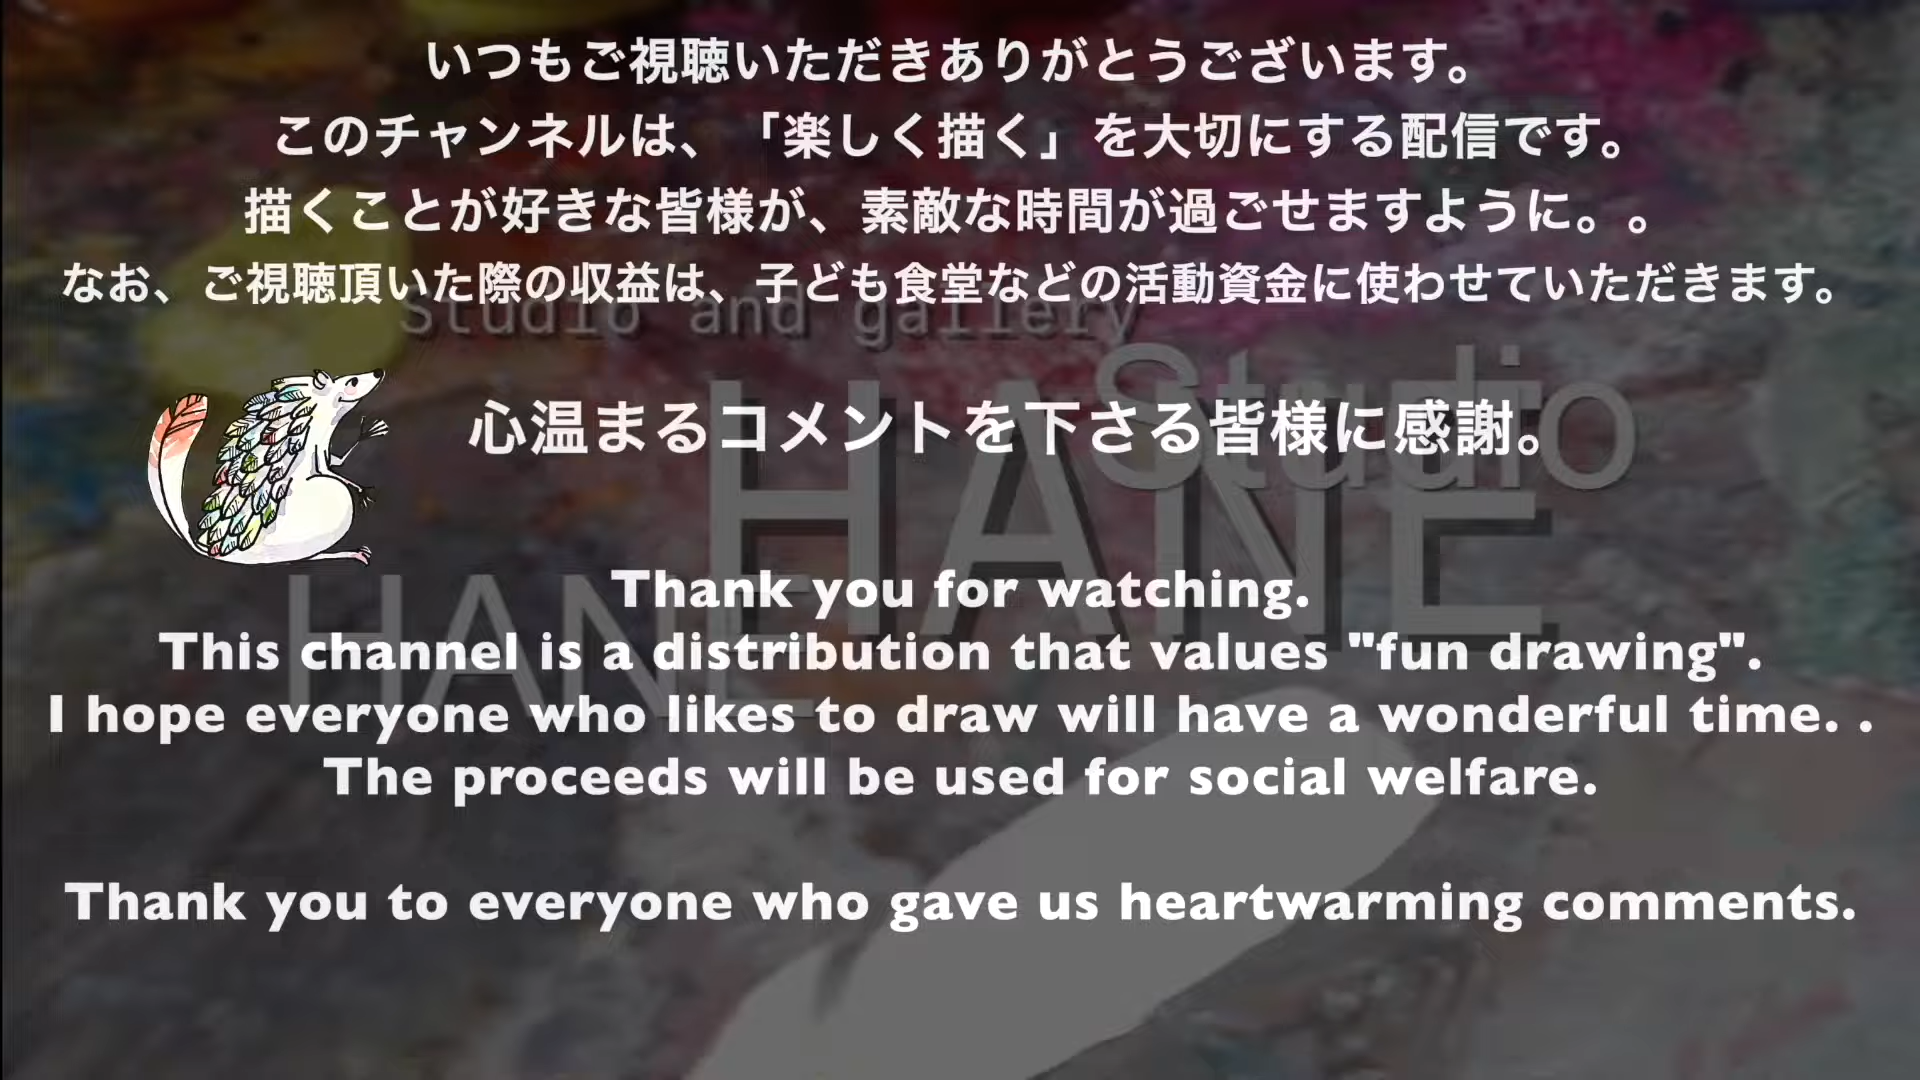 いつもご視聴いただきありがとうございます。
このチャンネルは、「楽しく描く」を大切にする配信です。
描くことが好きな皆様が、素敵な時間が過ごせますように。。
なお、ご視聴頂いた際の収益は、子ども食堂などの活動資金に使わせていただきます。
Studio and gallery
Studio
心温まるコメントを下さる皆様に感謝。
HANE
HANE
Thank you for watching.
This channel is a distribution that values "fun drawing".
I hope everyone who likes to draw will have a wonderful time. .
The proceeds will be used for social welfare.
Thank you to everyone who gave us heartwarming comments.